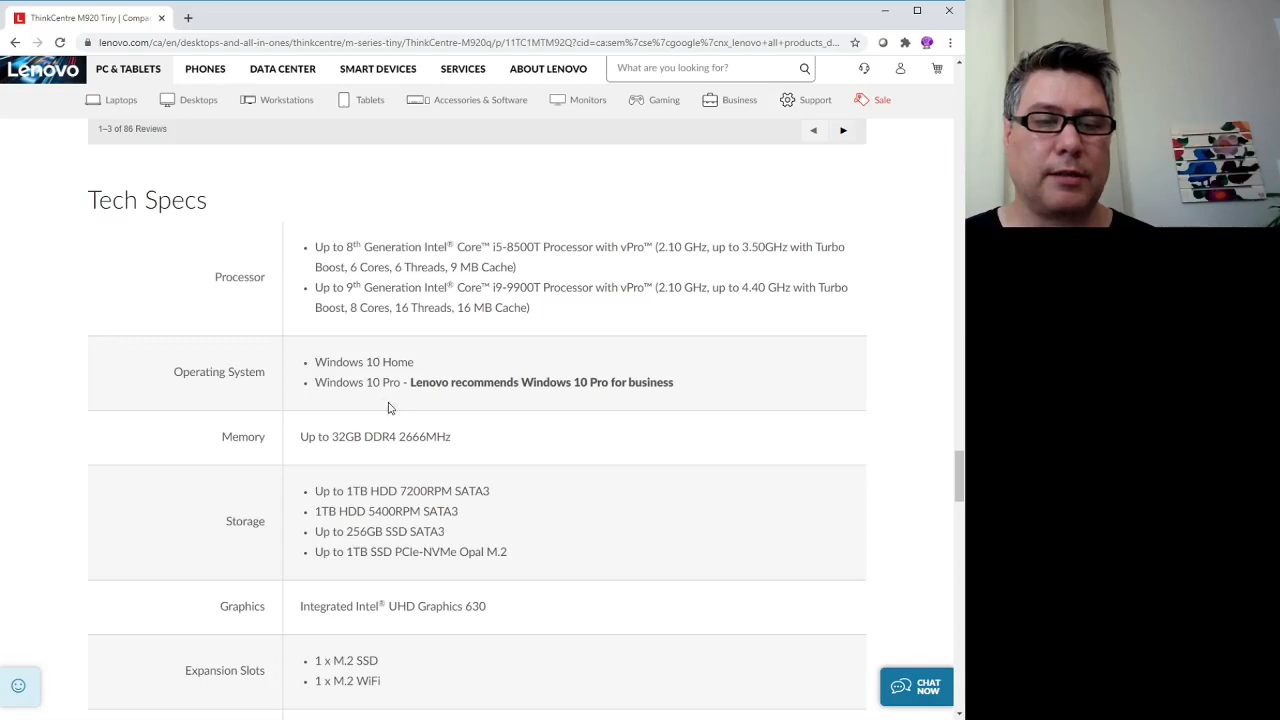 ThinkCentre M920 Tiny | Compa
lenovo.com/ca/en/desktops-and-all-in-ones/thinkcentre/m-series-tiny/ThinkCentre-M920q/p/11TC1MTM92Q?cid=ca:sem%7cse%7cgoogle%7cnx_lenovo+all+products_d...
Lenovo PC & TABLETS PHONES DATA CENTER SMART DEVICES SERVICES ABOUT LENOVO What are you looking for?
Laptops Desktops Workstations Tablets Accessories & Software Monitors Gaming Business Support Sale
1–3 of 86 Reviews
Tech Specs
Processor
• Up to 8th Generation Intel® Core™ i5-8500T Processor with vPro™ (2.10 GHz, up to 3.50GHz with Turbo
Boost, 6 Cores, 6 Threads, 9 MB Cache)
• Up to 9th Generation Intel® Core™ i9-9900T Processor with vPro™ (2.10 GHz, up to 4.40 GHz with Turbo
Boost, 8 Cores, 16 Threads, 16 MB Cache)
Operating System
• Windows 10 Home
• Windows 10 Pro - Lenovo recommends Windows 10 Pro for business
Memory
Up to 32GB DDR4 2666MHz
Storage
• Up to 1TB HDD 7200RPM SATA3
• 1TB HDD 5400RPM SATA3
• Up to 256GB SSD SATA3
• Up to 1TB SSD PCIe-NVMe Opal M.2
Graphics
Integrated Intel® UHD Graphics 630
Expansion Slots
• 1 x M.2 SSD
• 1 x M.2 WiFi
CHAT
NOW